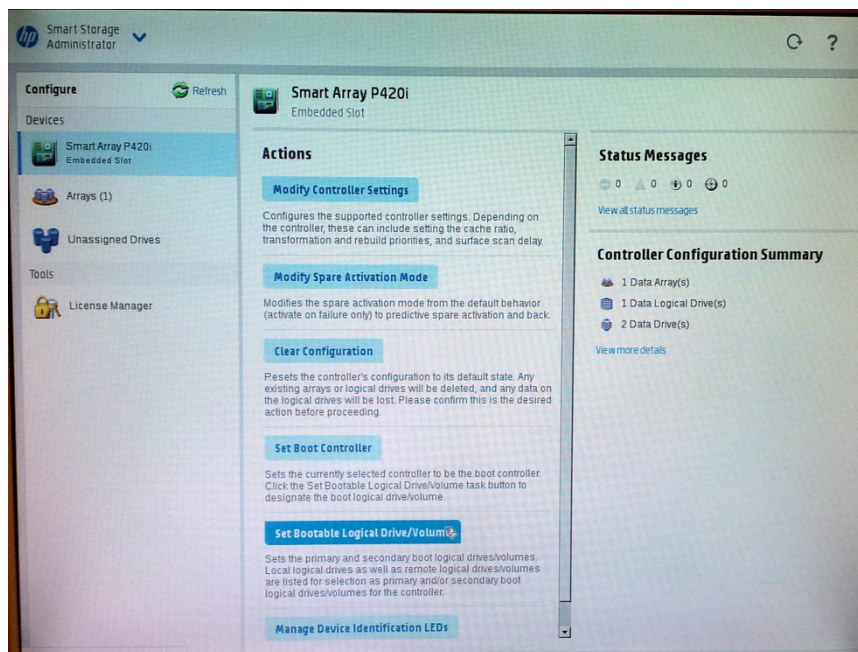 hp
Smart Storage
Administrator
?
Configure
Refresh
Devices
Smart Array P420i
Embedded Slot
Arrays (1)
Unassigned Drives
Tools
License Manager
Smart Array P420i
Embedded Slot
Actions
Modify Controller Settings
Configures the supported controller settings. Depending on
the controller, these can include setting the cache ratio,
transformation and rebuild priorities, and surface scan delay.
Modify Spare Activation Mode
Modifies the spare activation mode from the default behavior
(activate on failure only) to predictive spare activation and back.
Clear Configuration
Resets the controller's configuration to its default state. Any
existing arrays or logical drives will be deleted, and any data on
the logical drives will be lost. Please confirm this is the desired
action before proceeding.
Set Boot Controller
Sets the currently selected controller to be the boot controller.
Click the Set Bootable Logical Drive/Volume task button to
designate the boot logical drive/volume.
Set Bootable Logical Drive/Volume
Sets the primary and secondary boot logical drives/volumes.
Local logical drives as well as remote logical drives/volumes
are listed for selection as primary and/or secondary boot
logical drives/volumes for the controller.
Manage Device Identification LEDs
Status Messages
0 0 0 0
View all status messages
Controller Configuration Summary
1 Data Array(s)
1 Data Logical Drive(s)
2 Data Drive(s)
View more details